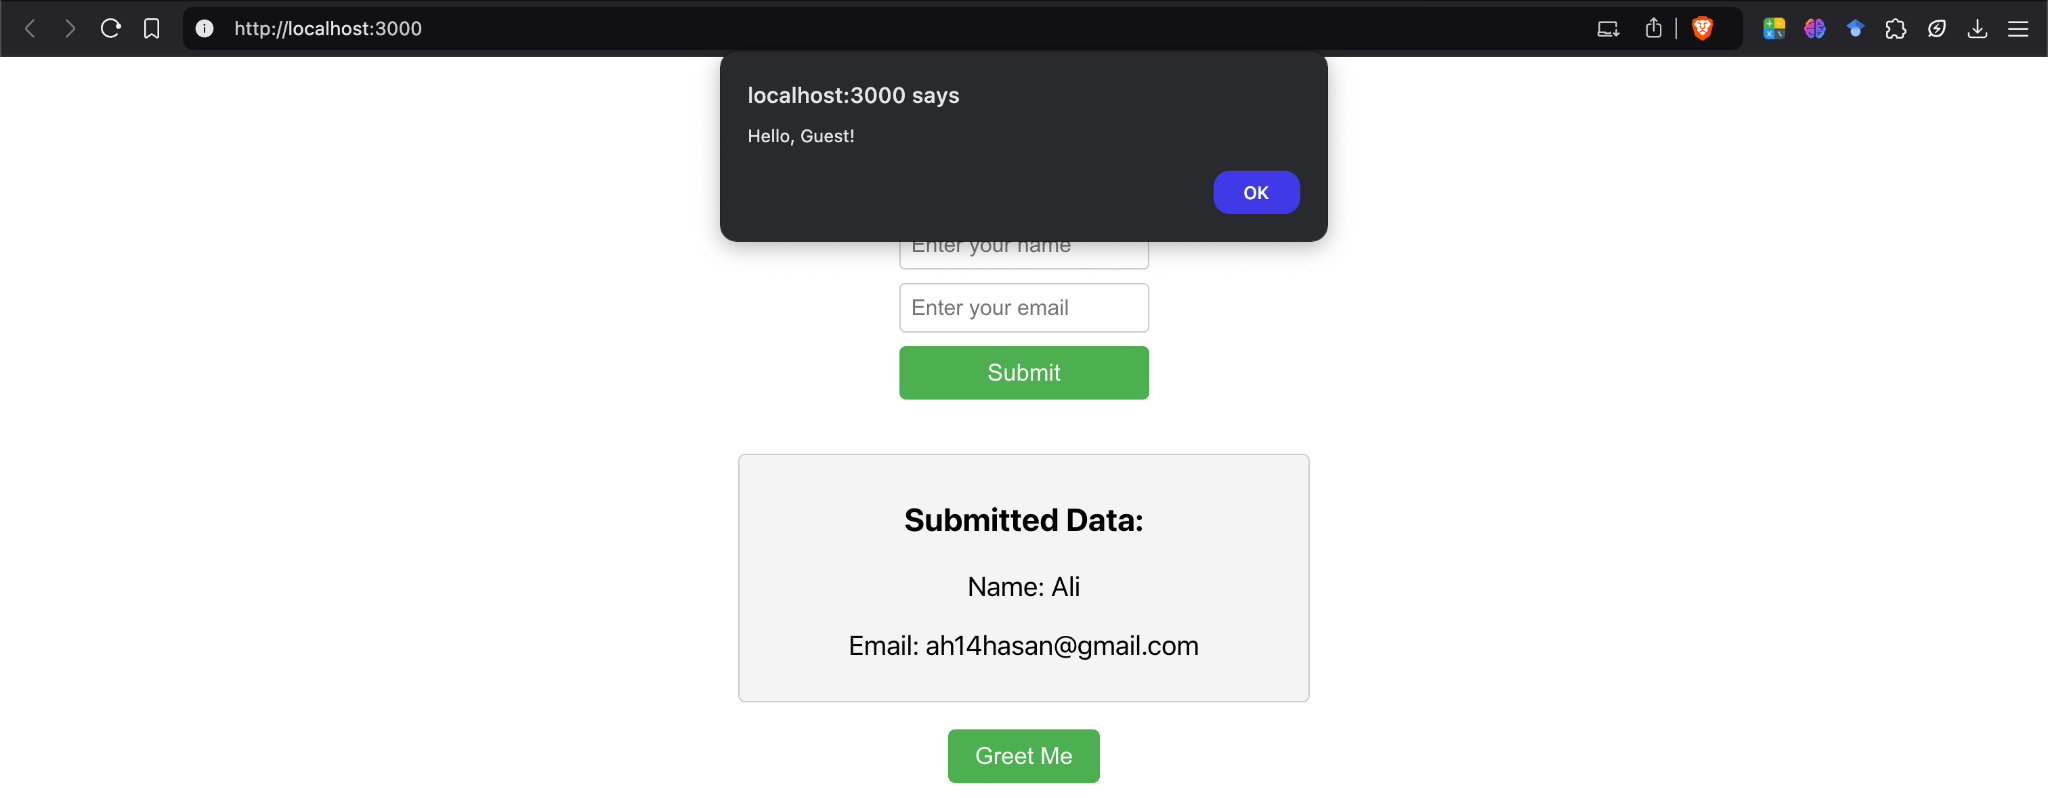 http://localhost:3000
localhost:3000 says
Hello, Guest!
OK
Enter your name
Enter your email
Submit
Submitted Data:
Name: Ali
Email: ah14hasan@gmail.com
Greet Me